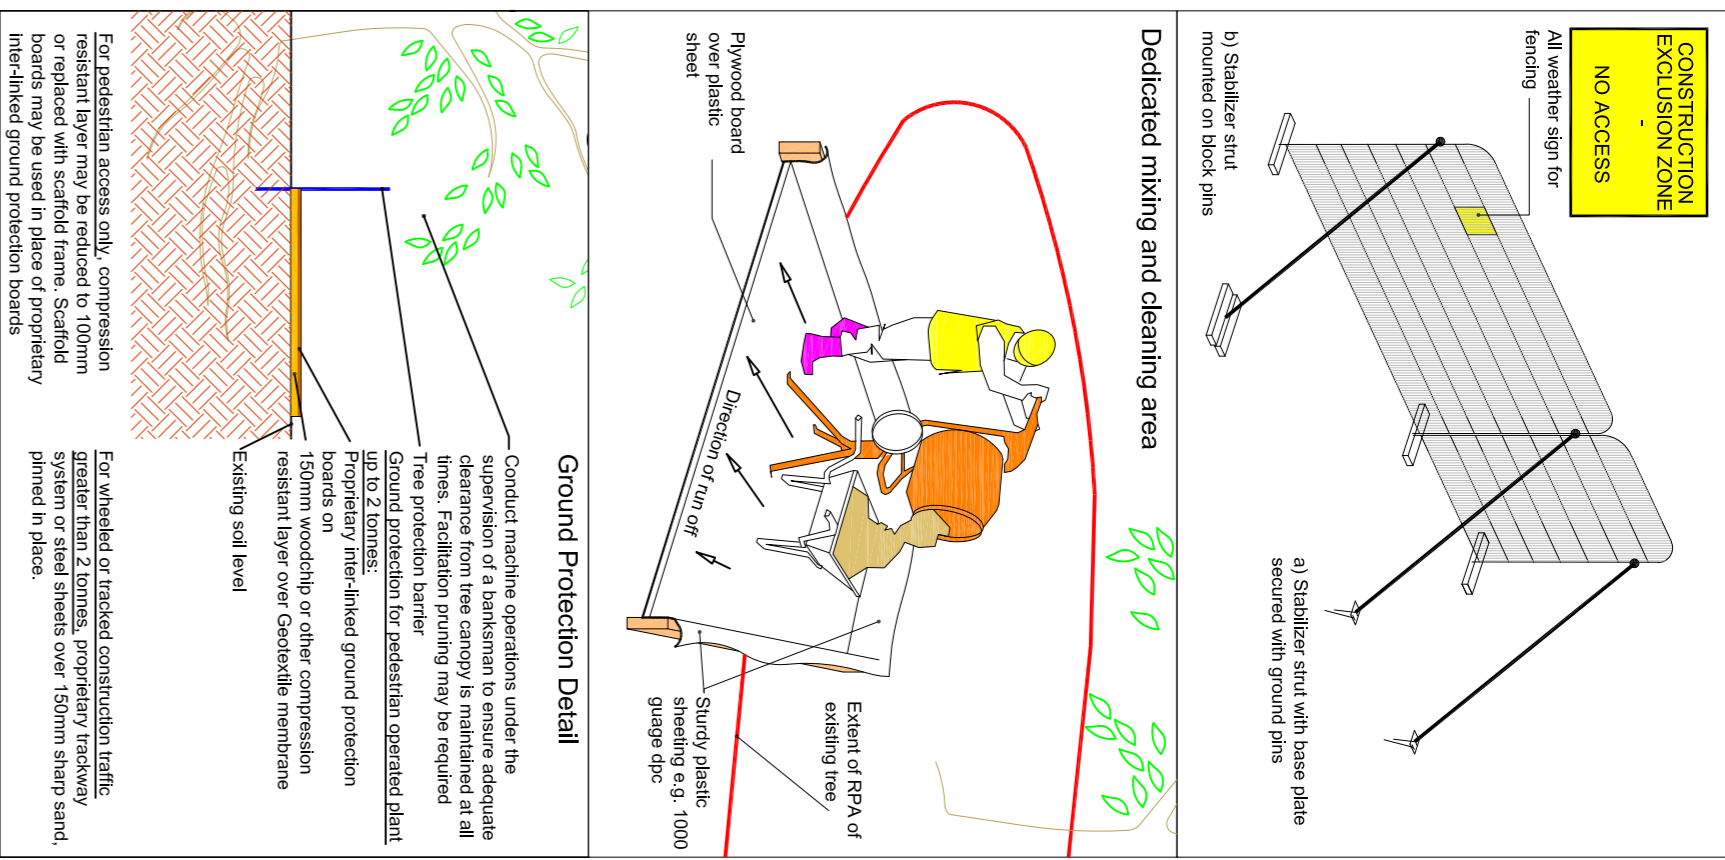 CONSTRUCTION
EXCLUSION ZONE
-
NO ACCESS
All weather sign for
fencing
b) Stabilizer strut
mounted on block pins
a) Stabilizer strut with base plate
secured with ground pins
Dedicated mixing and cleaning area
Plywood board
over plastic
sheet
Direction of run off
Extent of RPA of
existing tree
Sturdy plastic
sheeting e.g. 1000
guage dpc
Ground Protection Detail
Conduct machine operations under the
supervision of a banksman to ensure adequate
clearance from tree canopy is maintained at all
times. Facilitation pruning may be required
Tree protection barrier
Ground protection for pedestrian operated plant
up to 2 tonnes:
Proprietary inter-linked ground protection
boards on
150mm woodchip or other compression
resistant layer over Geotextile membrane
Existing soil level
For pedestrian access only, compression
resistant layer may be reduced to 100mm
or replaced with scaffold frame. Scaffold
boards may be used in place of proprietary
inter-linked ground protection boards
For wheeled or tracked construction traffic
greater than 2 tonnes, proprietary trackway
system or steel sheets over 150mm sharp sand,
pinned in place.